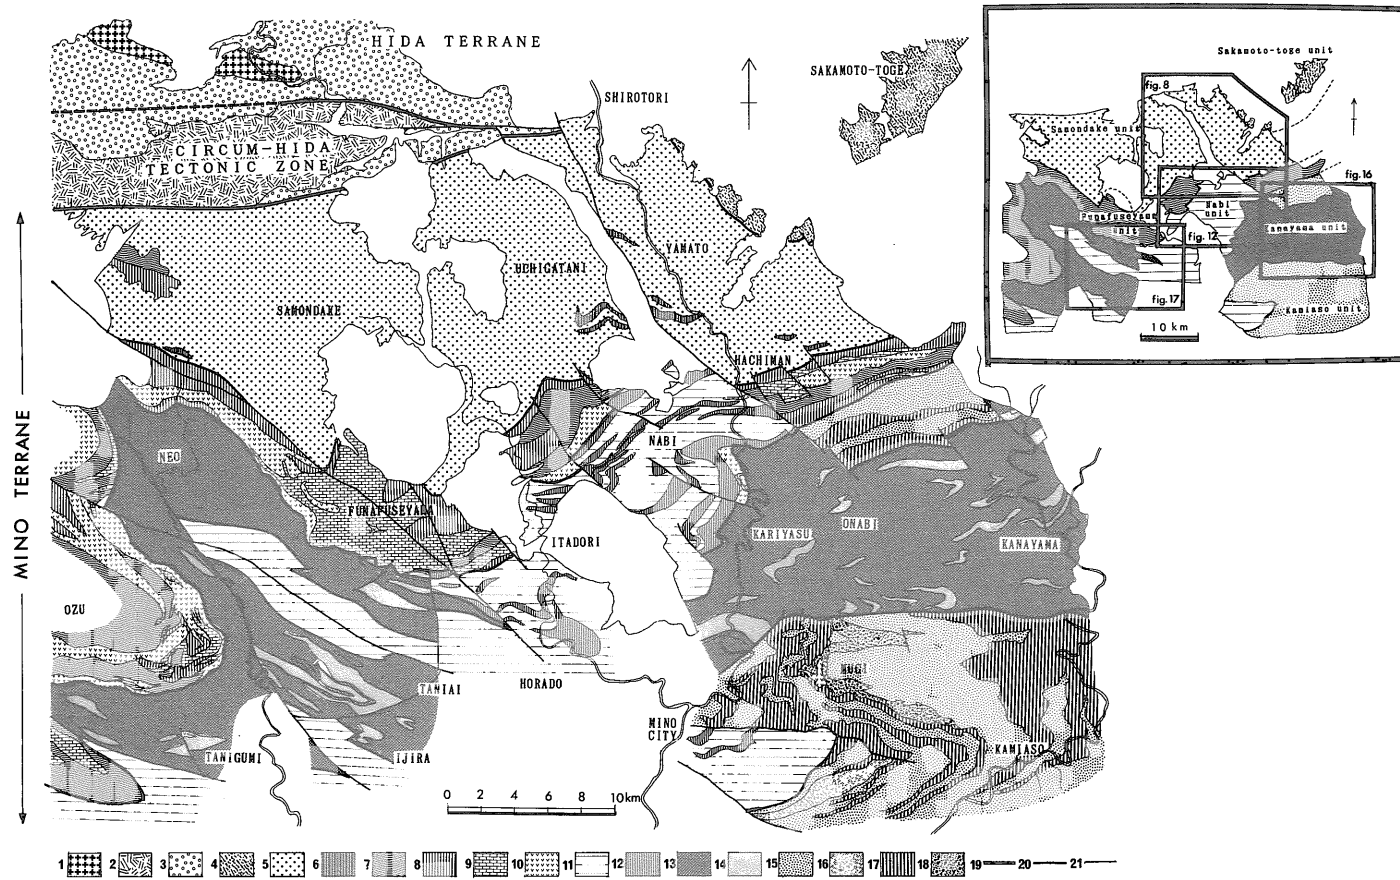 HIDA TERRANE
SAKAMOTO-TOGE
SHIROTORI
CIRCUM-HIDA
TECTONIC ZONE
YAMATO
UCHIGATANI
SAMONDAKE
HACHIMAN
MINO TERRANE
NABI
NEO
FUNAFUSEYAMA
ITADORI
KARIYASU
ONABI
KANAYAMA
OZU
MUGI
HORADO
TANIAI
MINO
CITY
KAMIASO
TANIGUMI
IJIRA
0 2 4 6 8 10km
Sakamoto-toge unit
fig. 8
Samondake unit
fig. 16
Nabi
unit
Funafuseyama
unit
Kanayama unit
fig. 12
fig. 17
Kamiaso unit
10 km
1 2 3 4 5 6 7 8 9 10 11 12 13 14 15 16 17 18 19 20 21